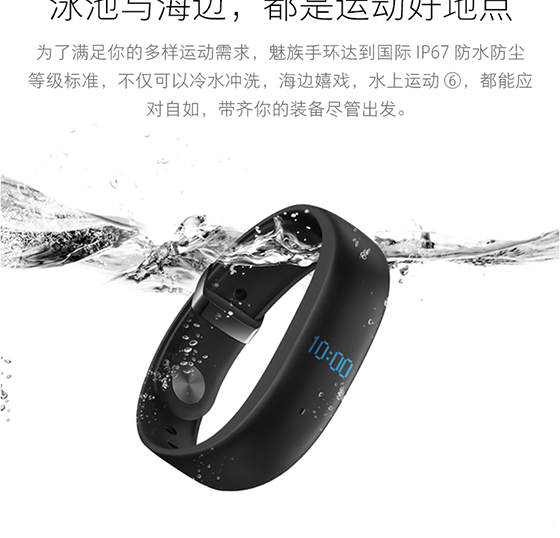 泳池与海边，都是运动好地点
为了满足你的多样运动需求，魅族手环达到国际 IP67 防水防尘
等级标准，不仅可以冷水冲洗，海边嬉戏，水上运动 ⑥，都能应
对自如，带齐你的装备尽管出发。
10:00